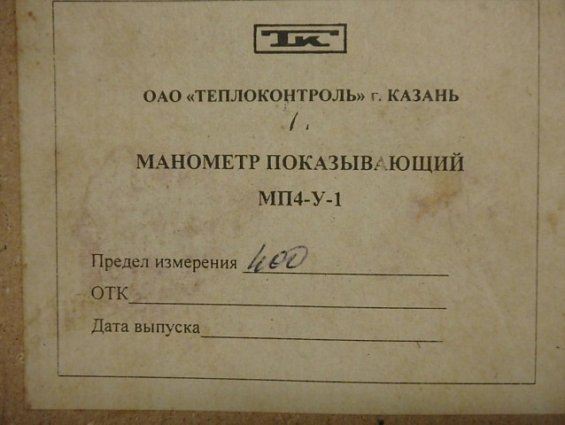 ТК
ОАО «ТЕПЛОКОНТРОЛЬ» г. КАЗАНЬ
1.
МАНОМЕТР ПОКАЗЫВАЮЩИЙ
МП4-У-1
Предел измерения 400
ОТК
Дата выпуска